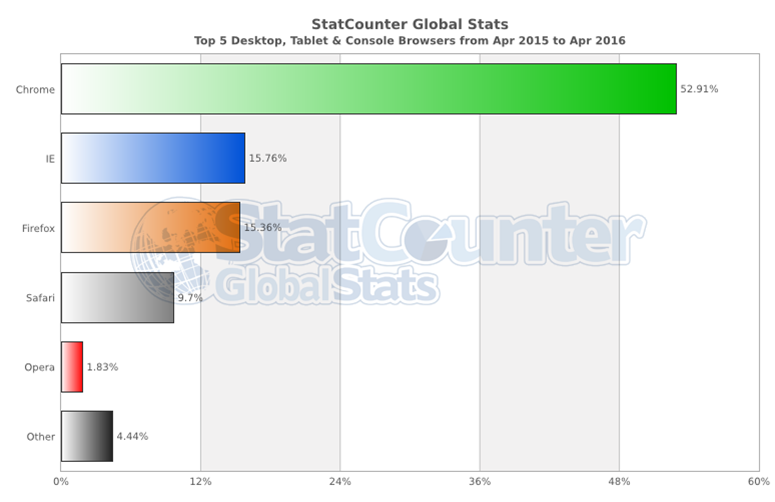 StatCounter Global Stats
Top 5 Desktop, Tablet & Console Browsers from Apr 2015 to Apr 2016
Chrome 52.91%
IE 15.76%
StatCounter
Firefox 15.36%
GlobalStats
Safari 9.7%
Opera 1.83%
Other 4.44%
0% 12% 24% 36% 48% 60%